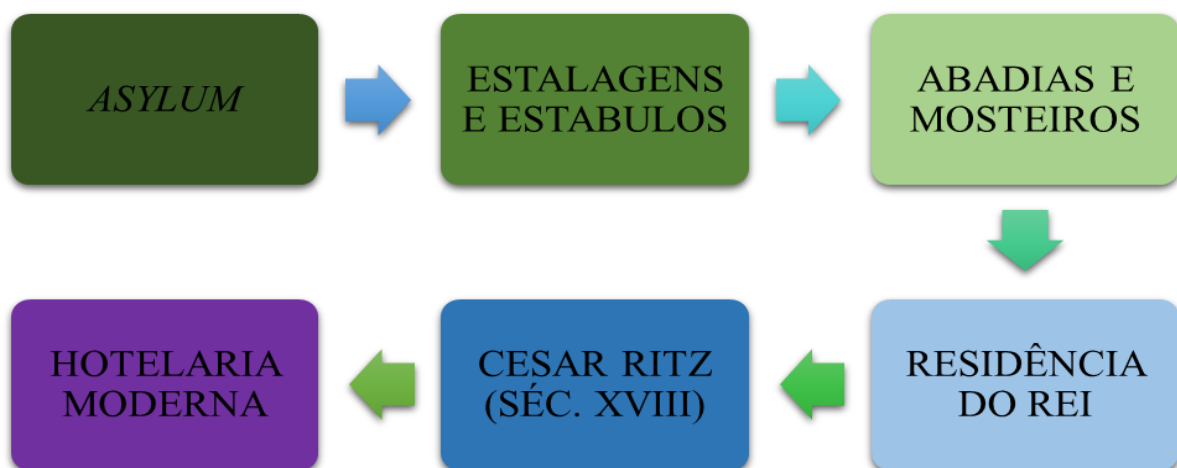 ASYLUM
ESTALAGENS
E ESTABULOS
ABADIAS E
MOSTEIROS
RESIDÊNCIA
DO REI
CESAR RITZ
(SÉC. XVIII)
HOTELARIA
MODERNA